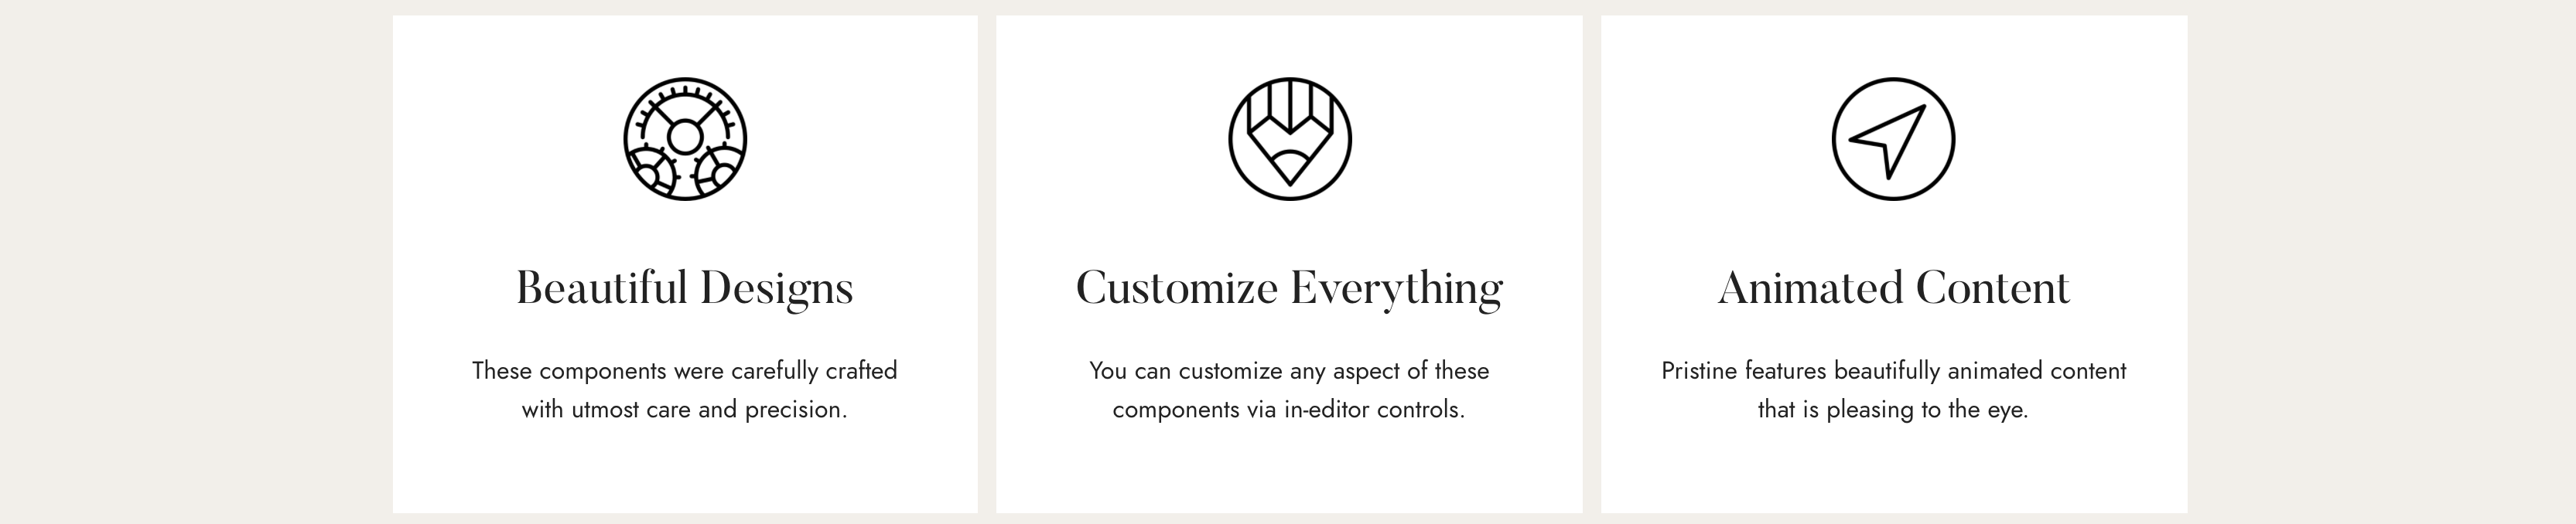 Beautiful Designs
These components were carefully crafted
with utmost care and precision.
Customize Everything
You can customize any aspect of these
components via in-editor controls.
Animated Content
Pristine features beautifully animated content
that is pleasing to the eye.